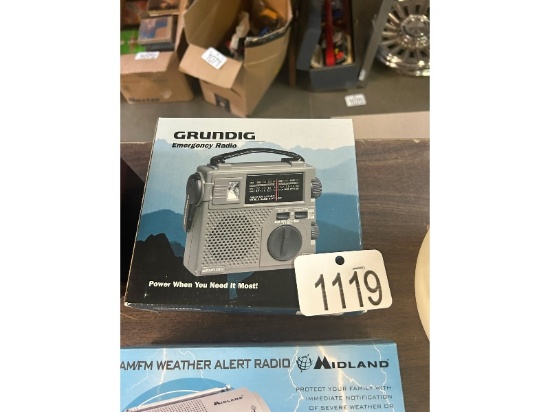 GRUNDIG
Emergency Radio
Power When You Need It Most!
1119
AM/FM WEATHER ALERT RADIO
MIDLAND
PROTECT YOUR FAMILY WITH
IMMEDIATE NOTIFICATION
OF SEVERE WEATHER OR
MIDLAND